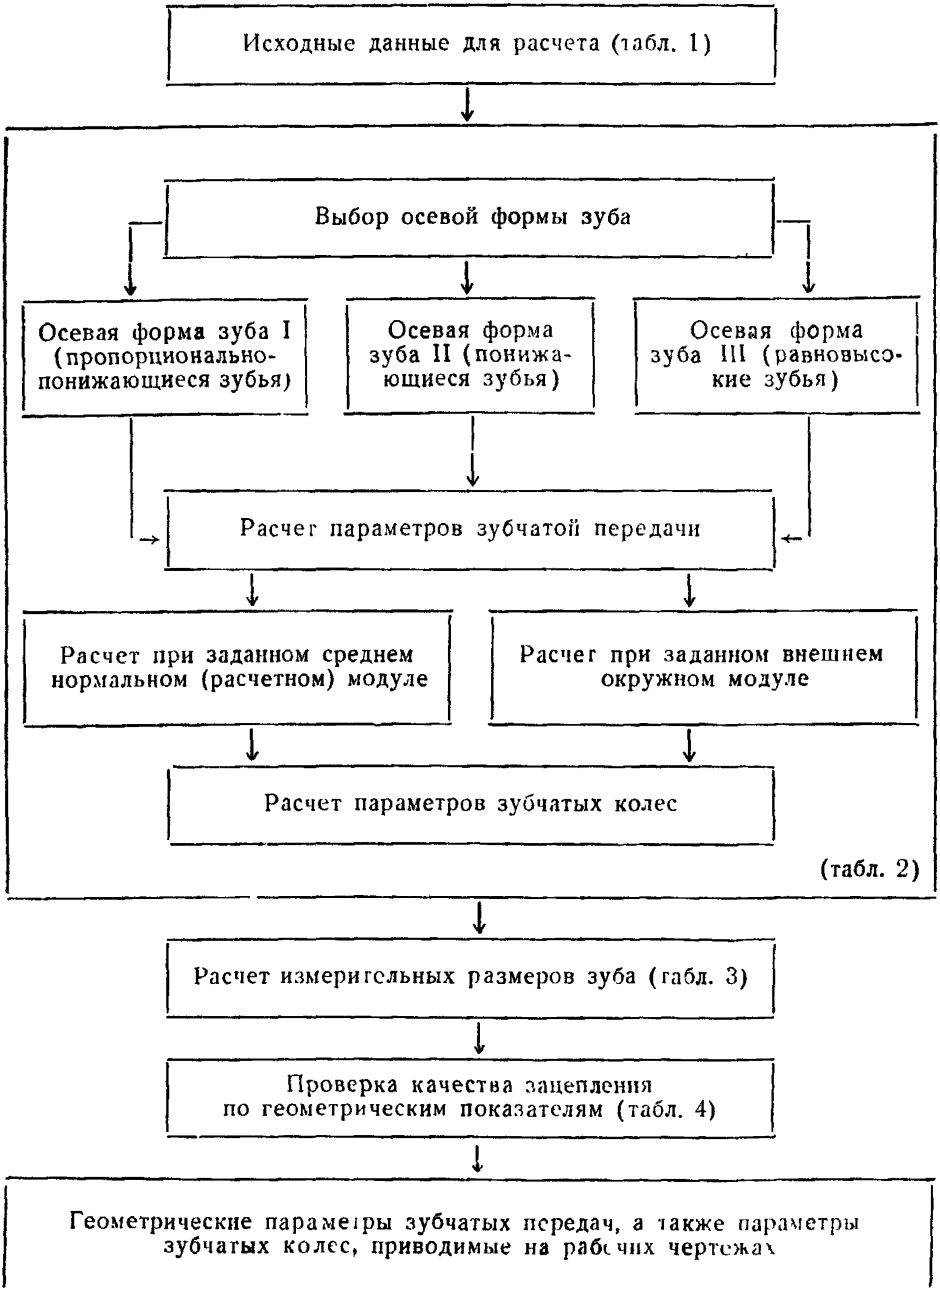 Исходные данные для расчета (табл. 1)
Выбор осевой формы зуба
Осевая форма зуба I
(пропорционально-
понижающиеся зубья)
Осевая форма
зуба II (понижа-
ющиеся зубья)
Осевая форма
зуба III (равновысо-
кие зубья)
Расчет параметров зубчатой передачи
Расчет при заданном среднем
нормальном (расчетном) модуле
Расчет при заданном внешнем
окружном модуле
Расчет параметров зубчатых колес
(табл. 2)
Расчет измерительных размеров зуба (табл. 3)
Проверка качества зацепления
по геометрическим показателям (табл. 4)
Геометрические параметры зубчатых передач, а также параметры
зубчатых колес, приводимые на рабочих чертежах